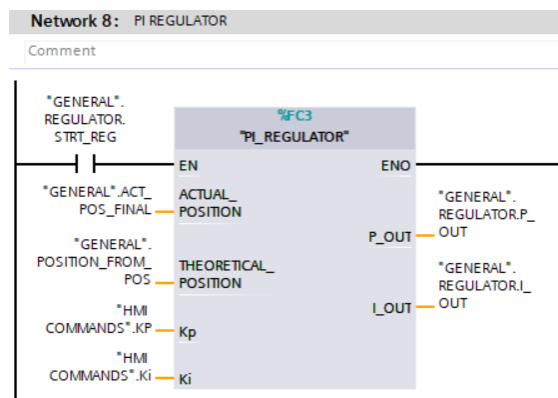 Network 8: PI REGULATOR
Comment
"GENERAL".
REGULATOR.
STRT_REG
%FC3
"PI_REGULATOR"
EN
ENO
"GENERAL".ACT_
POS_FINAL
ACTUAL_
POSITION
"GENERAL".
REGULATOR.P_
OUT
P_OUT
"GENERAL".
POSITION_FROM_
POS
THEORETICAL_
POSITION
"GENERAL".
REGULATOR.I_
OUT
I_OUT
"HMI
COMMANDS".KP
Kp
"HMI
COMMANDS".Ki
Ki